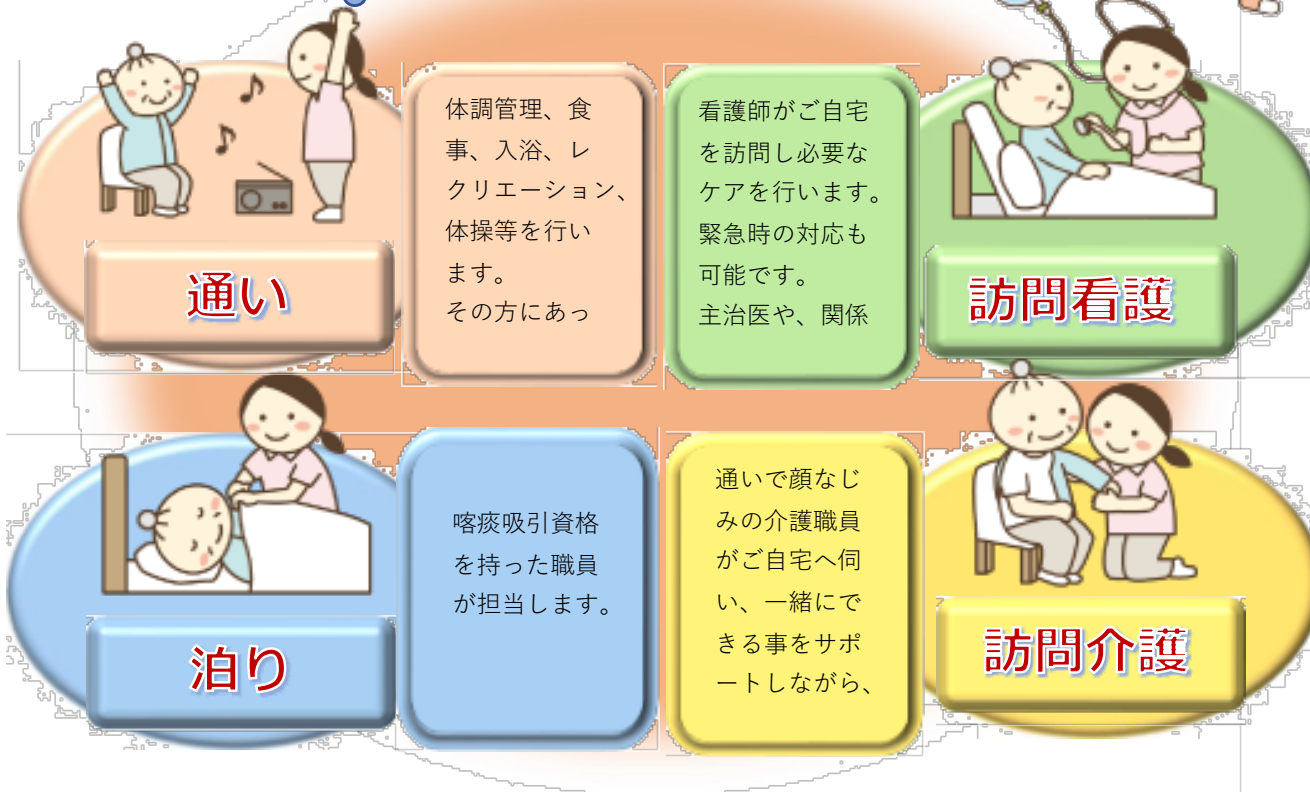 通い
体調管理、食
事、入浴、レ
クリエーション、
体操等を行い
ます。
その方にあっ
看護師がご自宅
を訪問し必要な
ケアを行います。
緊急時の対応も
可能です。
主治医や、関係
訪問看護
泊り
喀痰吸引資格
を持った職員
が担当します。
通いで顔なじ
みの介護職員
がご自宅へ伺
い、一緒にで
きる事をサポ
ートしながら、
訪問介護